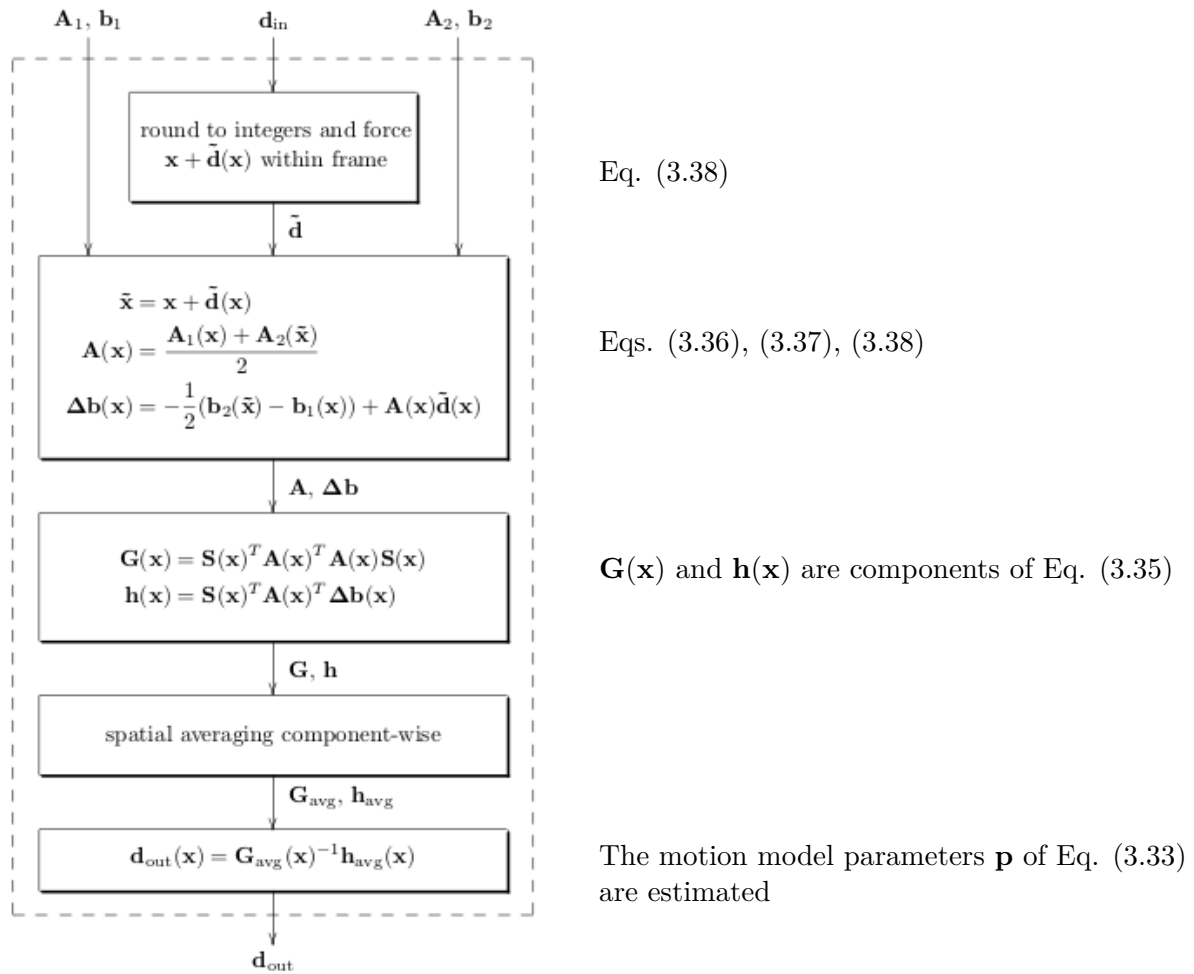 A₁, b₁ d_in A₂, b₂
round to integers and force
x + d̃(x) within frame
Eq. (3.38)
d̃
x̃ = x + d̃(x)
A(x) = (A₁(x) + A₂(x̃))/2
Eqs. (3.36), (3.37), (3.38)
Δb(x) = −½(b₂(x̃) − b₁(x)) + A(x)d̃(x)
A, Δb
G(x) = S(x)ᵀA(x)ᵀA(x)S(x)
h(x) = S(x)ᵀA(x)ᵀΔb(x)
G(x) and h(x) are components of Eq. (3.35)
G, h
spatial averaging component-wise
G_avg, h_avg
d_out(x) = G_avg(x)⁻¹h_avg(x)
The motion model parameters p of Eq. (3.33)
are estimated
d_out